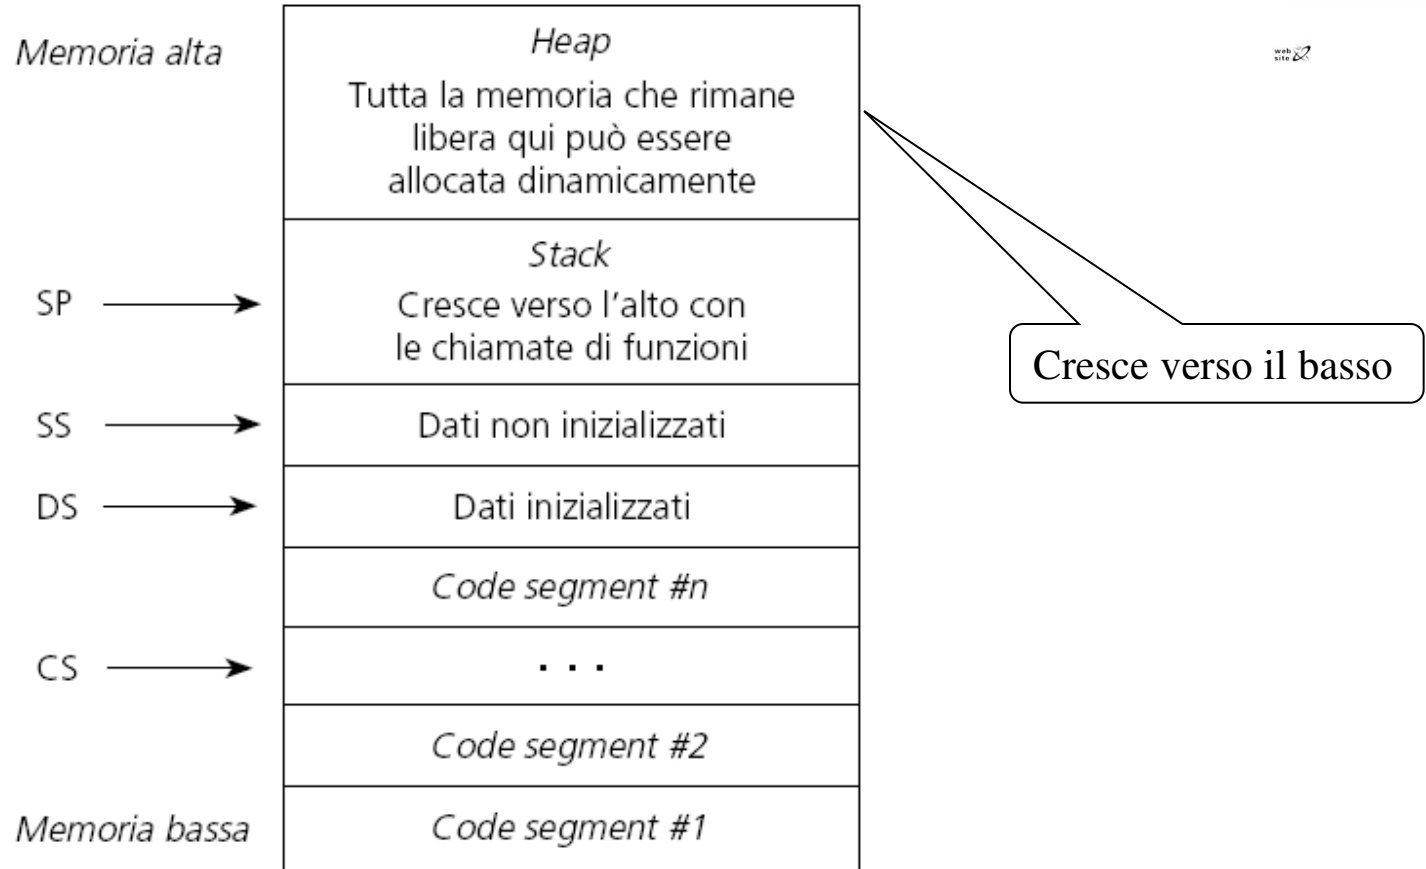 Memoria alta
Heap
Tutta la memoria che rimane
libera qui può essere
allocata dinamicamente
web
site
Stack
SP
Cresce verso l'alto con
le chiamate di funzioni
Cresce verso il basso
SS
Dati non inizializzati
DS
Dati inizializzati
Code segment #n
CS
. . .
Code segment #2
Memoria bassa
Code segment #1